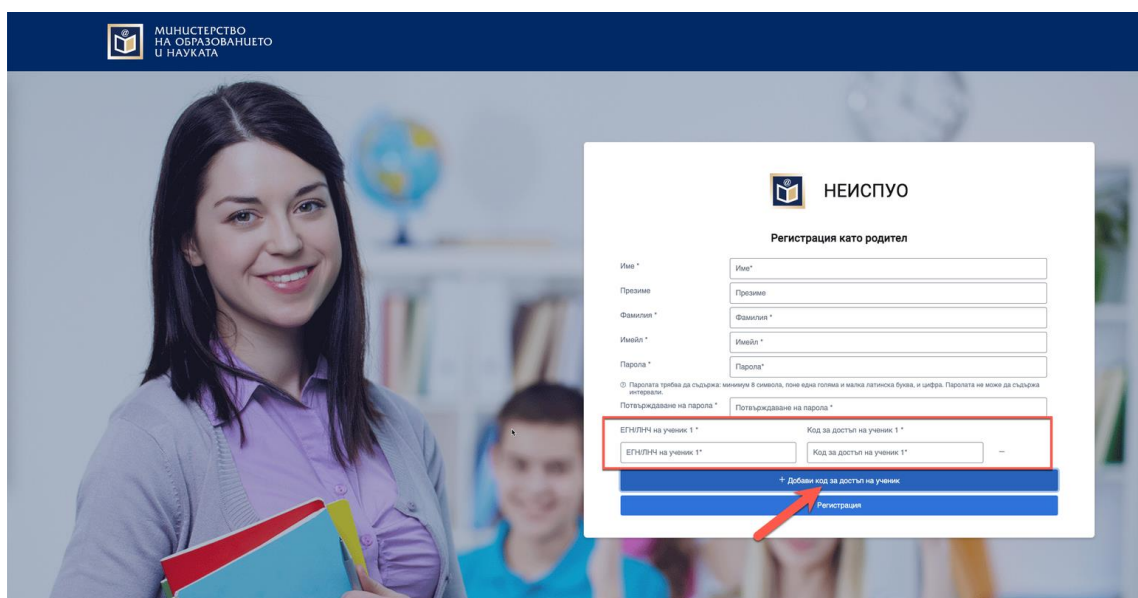 МИНИСТЕРСТВО
НА ОБРАЗОВАНИЕТО
И НАУКАТА
@
НЕИСПУО
Регистрация като родител
Име *
Име*
Презиме
Презиме
Фамилия *
Фамилия *
Имейл *
Имейл *
Парола *
Парола*
Паролата трябва да съдържа: минимум 8 символа, поне една голяма и малка латинска буква, и цифра. Паролата не може да съдържа
интервали.
Потвърждаване на парола *
Потвърждаване на парола *
ЕГН/ЛНЧ на ученик 1 *
Код за достъп на ученик 1 *
ЕГН/ЛНЧ на ученик 1*
Код за достъп на ученик 1*
−
+ Добави код за достъп на ученик
Регистрация